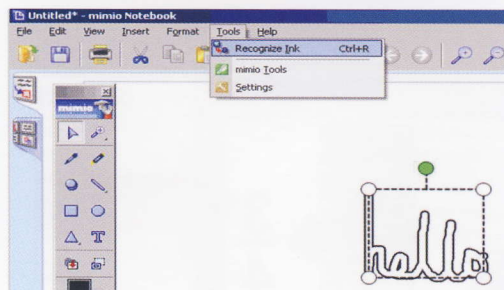 Untitled* - mimio Notebook
File Edit View Insert Format Tools Help
Recognize Ink Ctrl+R
mimio Tools
Settings
mimio
T
hello